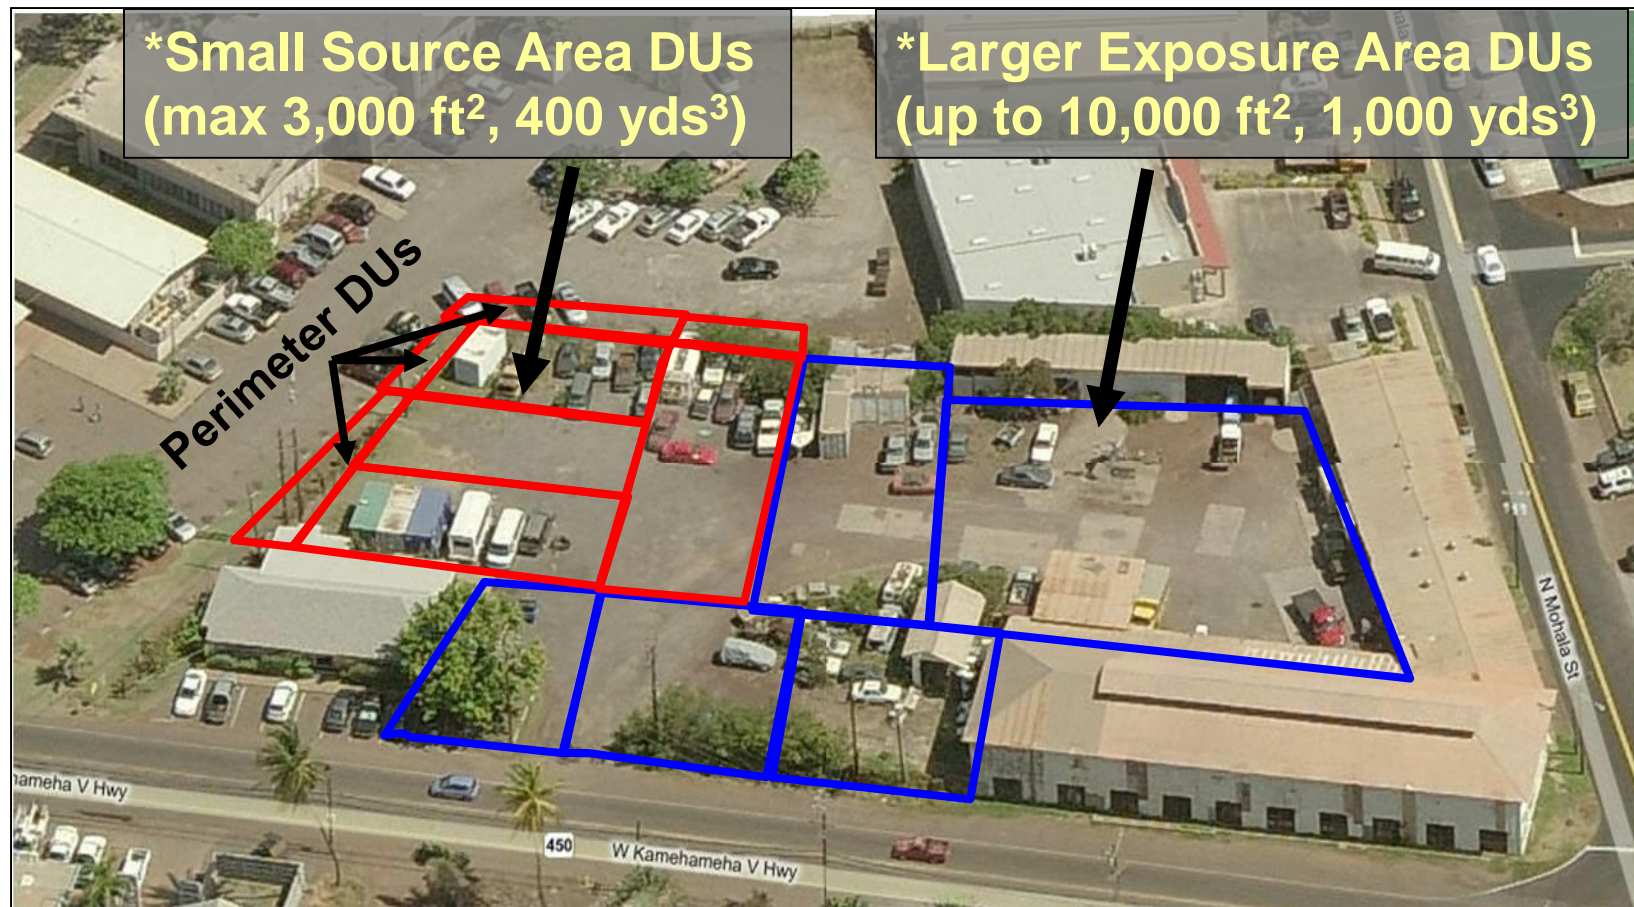 *Small Source Area DUs
(max 3,000 ft², 400 yds³)
*Larger Exposure Area DUs
(up to 10,000 ft², 1,000 yds³)
Perimeter DUs
N Mohala St
hameha V Hwy
450
W Kamehameha V Hwy